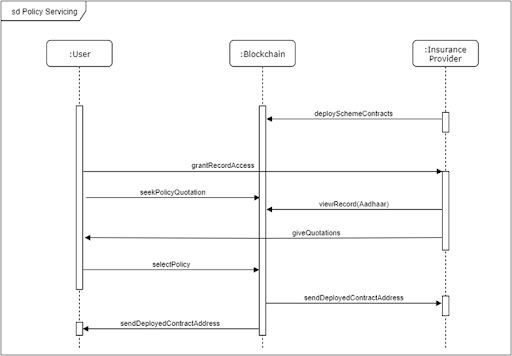 sd Policy Servicing
:User
:Blockchain
:Insurance
Provider
deploySchemeContracts
grantRecordAccess
seekPolicyQuotation
viewRecord(Aadhaar)
giveQuotations
selectPolicy
sendDeployedContractAddress
sendDeployedContractAddress